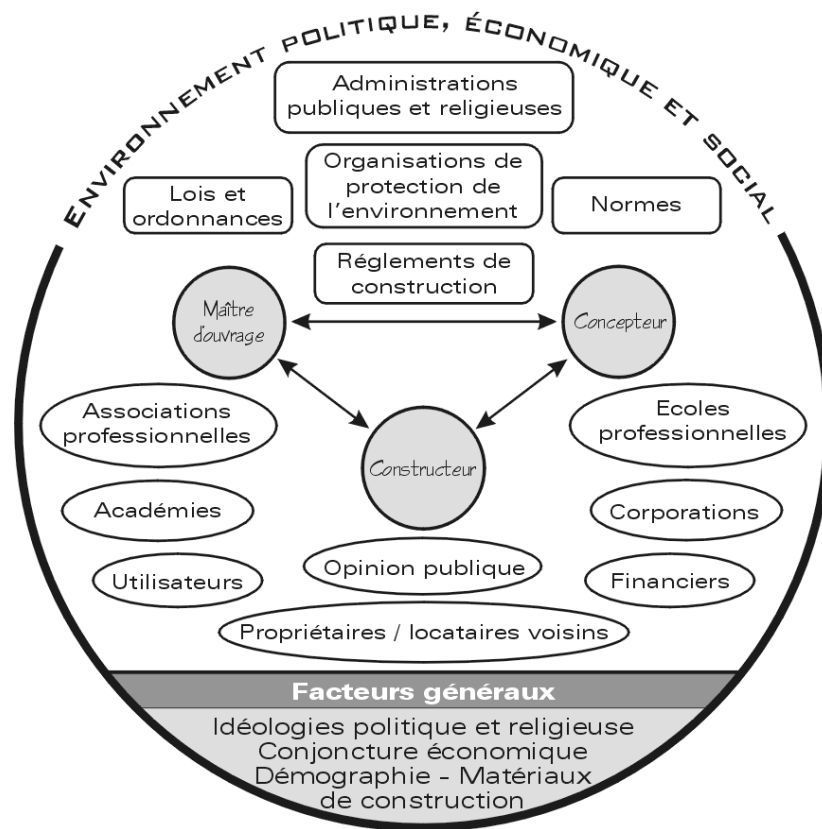 ENVIRONNEMENT POLITIQUE, ÉCONOMIQUE ET SOCIAL
Administrations
publiques et religieuses
Organisations de
protection de
l'environnement
Lois et
ordonnances
Normes
Réglements de
construction
Maître
d'ouvrage
Concepteur
Constructeur
Associations
professionnelles
Ecoles
professionnelles
Académies
Corporations
Utilisateurs
Opinion publique
Financiers
Propriétaires / locataires voisins
Facteurs généraux
Idéologies politique et religieuse
Conjoncture économique
Démographie - Matériaux
de construction